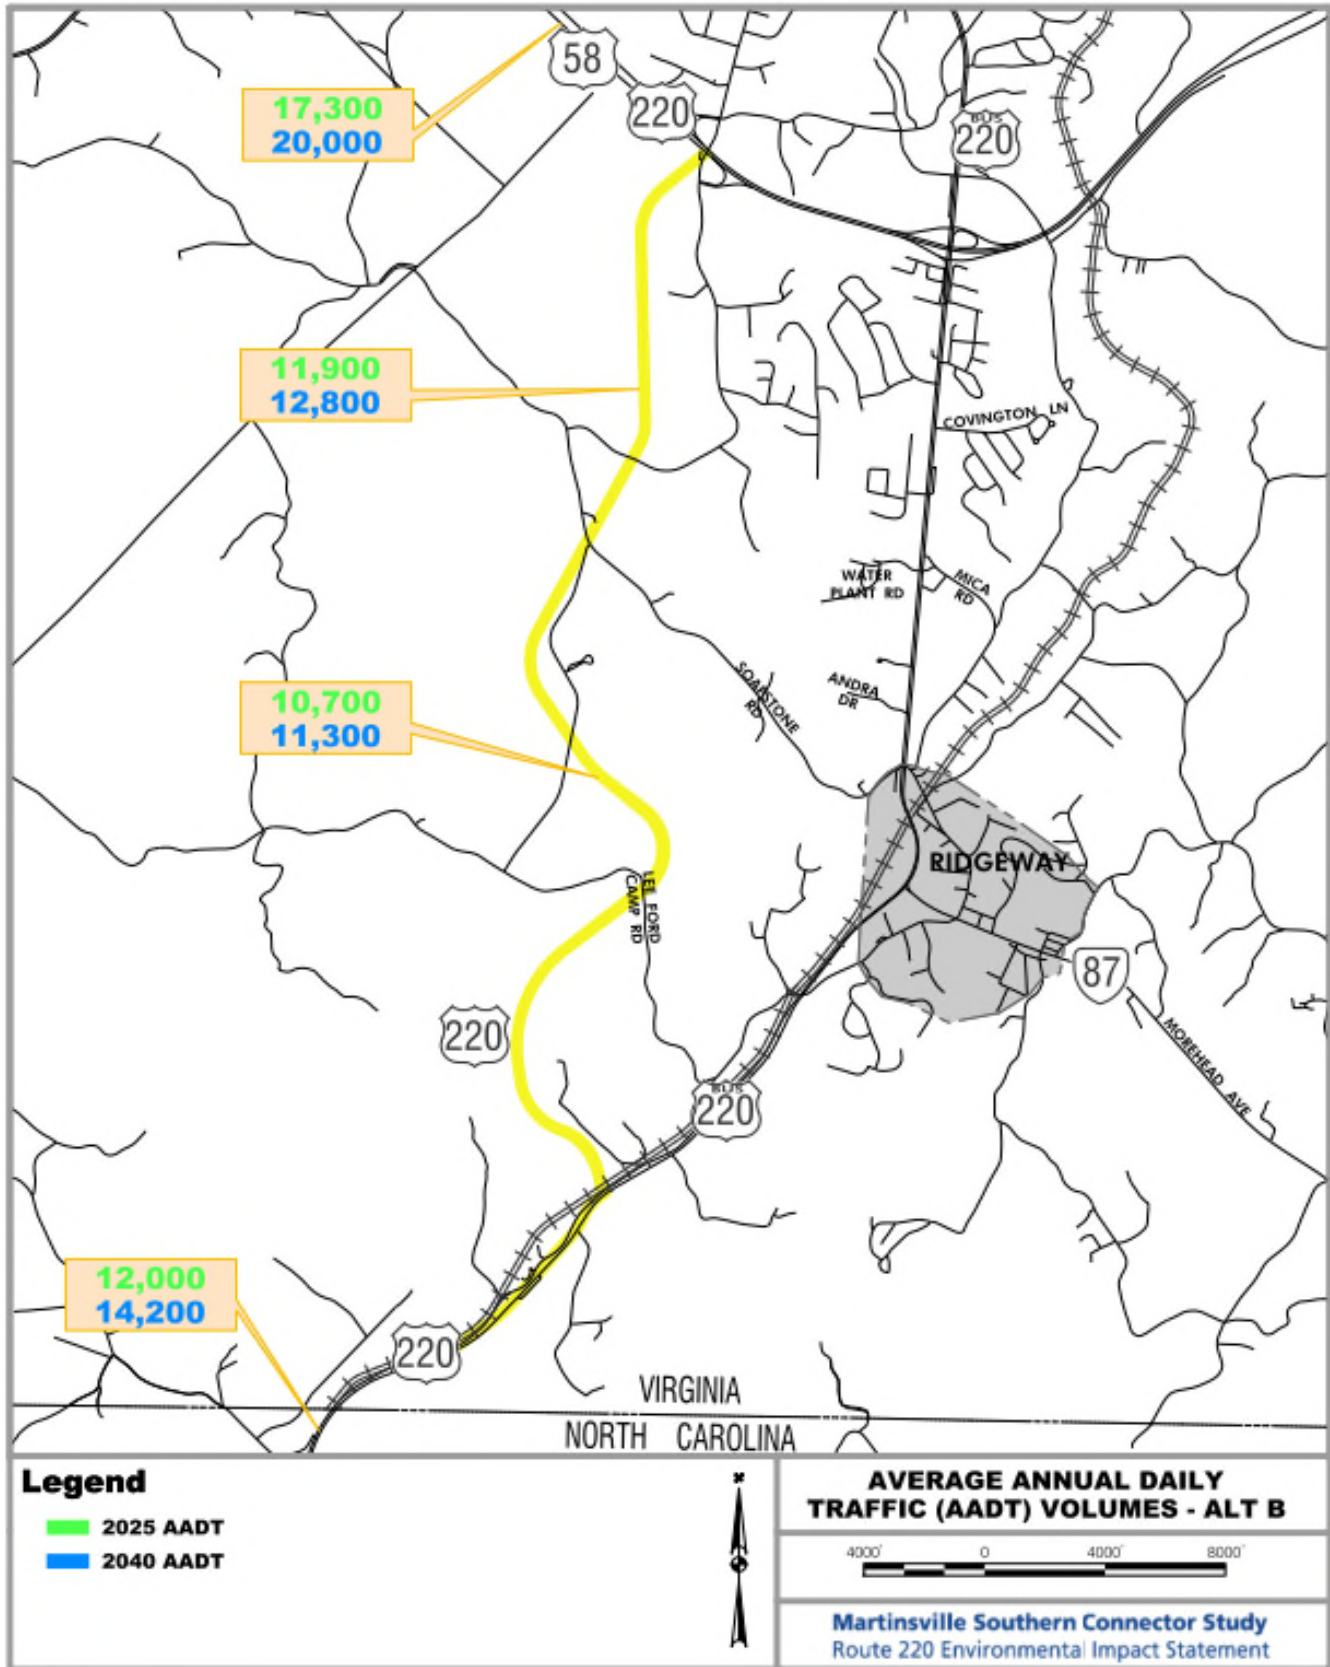 58
17,300
20,000
220
BUS
220
11,900
12,800
COVINGTON LN
WATER
PLANT RD
MICA
RD
SOAPSTONE
RD
ANDRA
DR
10,700
11,300
RIDGEWAY
LEE FORD
CAMP RD
87
220
MOREHEAD AVE
BUS
220
12,000
14,200
220
VIRGINIA
NORTH CAROLINA
Legend
2025 AADT
2040 AADT
AVERAGE ANNUAL DAILY
TRAFFIC (AADT) VOLUMES - ALT B
4000' 0 4000' 8000'
Martinsville Southern Connector Study
Route 220 Environmental Impact Statement